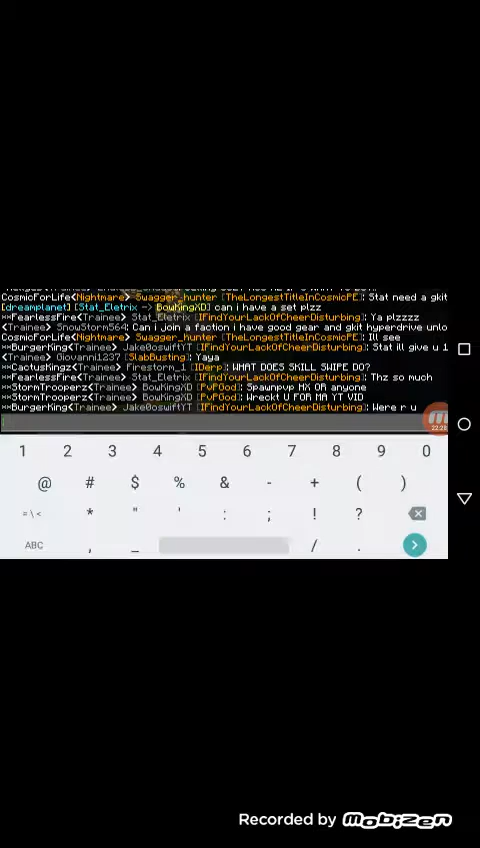 CosmicForLife<Nightmare> Swagger_hunter [TheLongestTitleInCosmicPE]: Stat need a gkit
[dreamplanet] [Stat_Eletrix -> BowKingXD] can i have a set plzz
**FearlessFire<Trainee> Stat_Eletrix [IFindYourLackOfCheerDisturbing]: Ya plzzzz
<Trainee> SnowStorm564: Can i join a faction i have good gear and gkit hyperdrive unlo
CosmicForLife<Nightmare> Swagger_hunter [TheLongestTitleInCosmicPE]: Ill see
**BurgerKing<Trainee> Jake0swiftYT [IFindYourLackOfCheerDisturbing]: Stat ill give u 1
<Trainee> Giovanni1237 [SlabBusting]: Yaya
**CactusKingz<Trainee> Firestorm_1 [IDerp]: WHAT DOES SKILL SWIPE DO?
**FearlessFire<Trainee> Stat_Eletrix [IFindYourLackOfCheerDisturbing]: Thz so much
**StormTrooperz<Trainee> BowKingXD [PvPGod]: Spawnpvp MX OR anyone
**StormTrooperz<Trainee> BowKingXD [PvPGod]: Wreckt U FOR MA YT VID
**BurgerKing<Trainee> Jake0swiftYT [IFindYourLackOfCheerDisturbing]: Were r u
22:28
1 2 3 4 5 6 7 8 9 0
@ # $ % & - + ( )
= \ < * " ' : ; ! ?
ABC , _ / .
Recorded by Mobizen